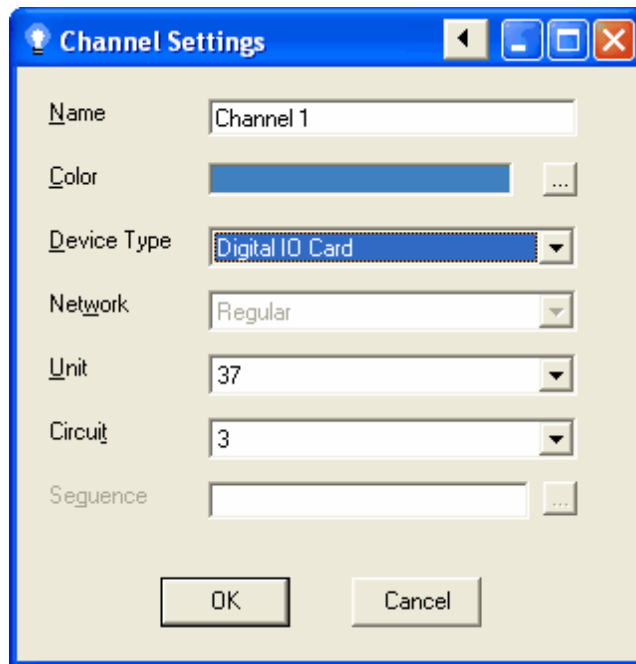 Channel Settings
Name
Channel 1
Color
...
Device Type
Digital IO Card
Network
Regular
Unit
37
Circuit
3
Seguence
...
OK
Cancel